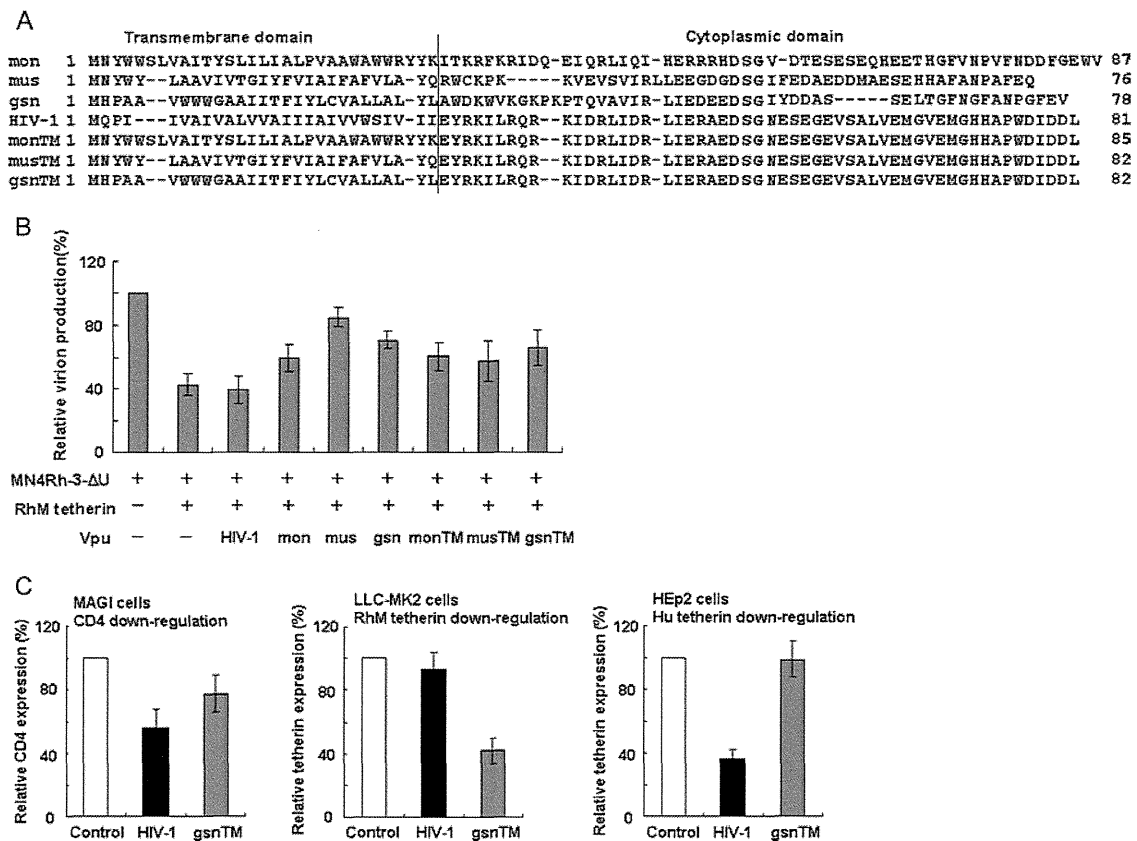 A
Transmembrane domain Cytoplasmic domain
mon 1 MNYWWSLVAITYSLILIALPVAAWAWWRYYKITKRFKRIDQ-EIQRLIQI-HERRRHDSGV-DTESESEQHEETHGFVNPVFNDDFGEWV 87
mus 1 MNYWY--LAAVIVTGIYFVIAIFAFVLA-YQRWCKPK-----KVEVSVIRLLEEGDGDSGIFEDAEDDMAESEHHAFANPAFEQ 76
gsn 1 MHPAA--VWWWGAAIITFIYLCVALLAL-YLAWDKWVKGKPKPTQVAVIR-LIEDEEDSGIYDDAS-----SELTGFNGFANPGFEV 78
HIV-1 1 MQPI---IVAIVALVVAIIIAIVVWSIV-IIEYRKILRQRK---KIDRLIDR-LIERAEDSGNESEGEVSALVEMGVEMGHHAPWDIDDL 81
monTM 1 MNYWWSLVAITYSLILIALPVAAWAWWRYYKEYRKILRQR---KIDRLIDR-LIERAEDSGNESEGEVSALVEMGVEMGHHAPWDIDDL 85
musTM 1 MNYWY--LAAVIVTGIYFVIAIFAFVLA-YQEYRKILRQR---KIDRLIDR-LIERAEDSGNESEGEVSALVEMGVEMGHHAPWDIDDL 82
gsnTM 1 MHPAA--VWWWGAAIITFIYLCVALLAL-YLEYRKILRQR---KIDRLIDR-LIERAEDSGNESEGEVSALVEMGVEMGHHAPWDIDDL 82
B
Relative virion production(%)
120
80
40
0
MN4Rh-3-ΔU + + + + + + + + +
RhM tetherin − + + + + + + + +
Vpu − − HIV-1 mon mus gsn monTM musTM gsnTM
C
MAGI cells
CD4 down-regulation
Relative CD4 expression (%)
120
80
40
0
Control HIV-1 gsnTM
LLC-MK2 cells
RhM tetherin down-regulation
Relative tetherin expression (%)
120
80
40
0
Control HIV-1 gsnTM
HEp2 cells
Hu tetherin down-regulation
Relative tetherin expression (%)
120
80
40
0
Control HIV-1 gsnTM